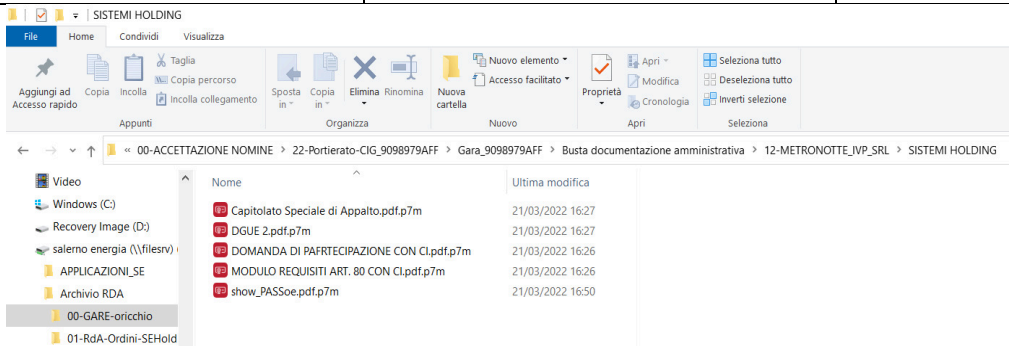 SISTEMI HOLDING
File Home Condividi Visualizza
Aggiungi ad Accesso rapido
Copia
Incolla
Taglia
Copia percorso
Incolla collegamento
Appunti
Sposta in
Copia in
Elimina
Rinomina
Organizza
Nuova cartella
Nuovo elemento
Accesso facilitato
Nuovo
Proprietà
Apri
Modifica
Cronologia
Apri
Seleziona tutto
Deseleziona tutto
Inverti selezione
Seleziona
« 00-ACCETTAZIONE NOMINE > 22-Portierato-CIG_9098979AFF > Gara_9098979AFF > Busta documentazione amministrativa > 12-METRONOTTE_IVP_SRL > SISTEMI HOLDING
Video
Windows (C:)
Recovery Image (D:)
salerno energia (\\filesrv)
APPLICAZIONI_SE
Archivio RDA
00-GARE-oricchio
01-RdA-Ordini-SEHold
Nome Ultima modifica
Capitolato Speciale di Appalto.pdf.p7m 21/03/2022 16:27
DGUE 2.pdf.p7m 21/03/2022 16:27
DOMANDA DI PAFRTECIPAZIONE CON CI.pdf.p7m 21/03/2022 16:26
MODULO REQUISITI ART. 80 CON CI.pdf.p7m 21/03/2022 16:26
show_PASSoe.pdf.p7m 21/03/2022 16:50